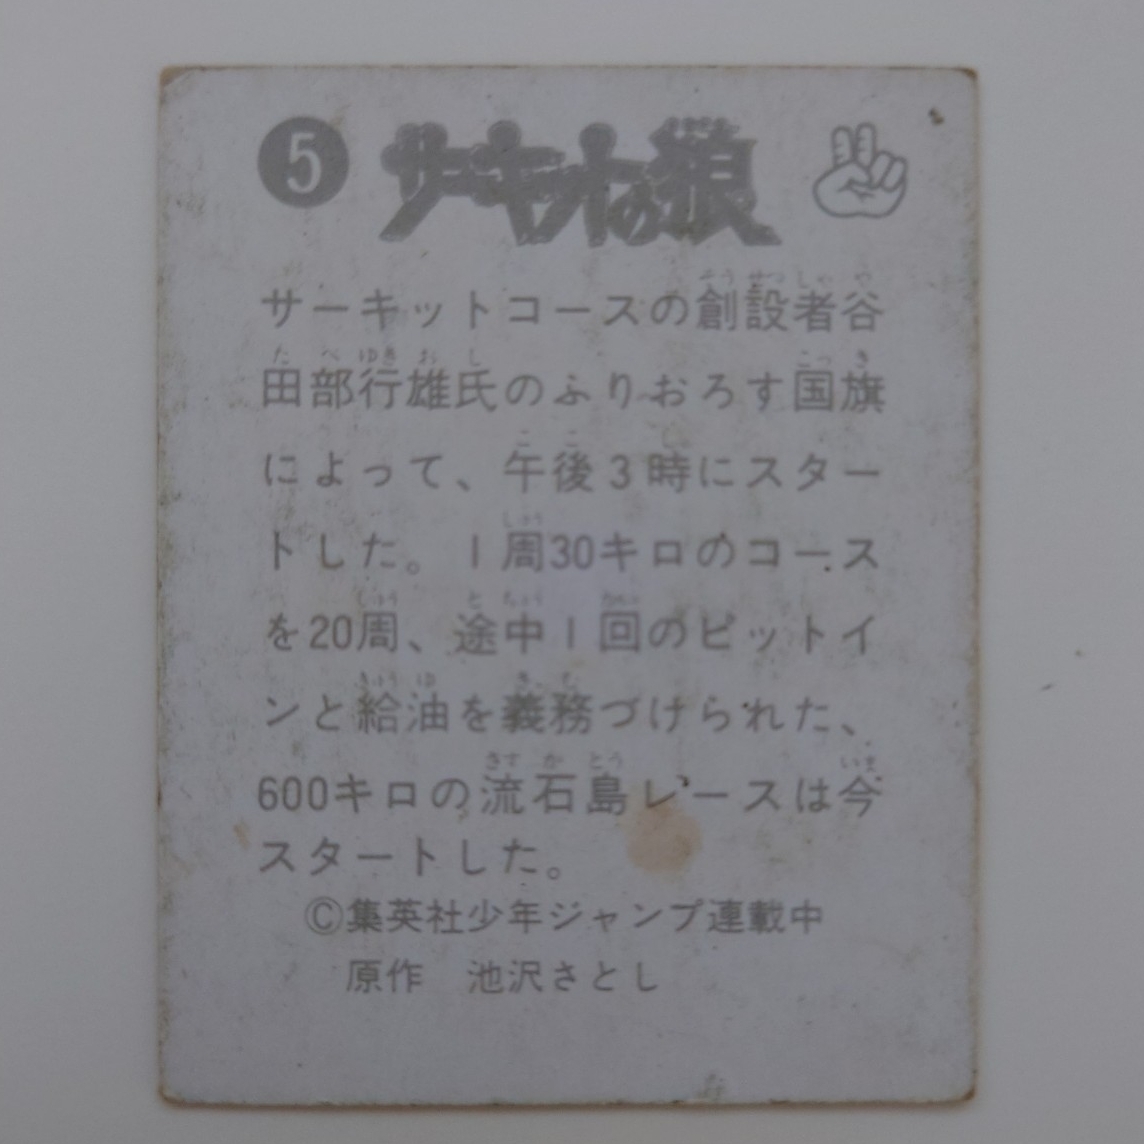 5 サーキットの狼
サーキットコースの創設者谷
田部行雄氏のふりおろす国旗
によって、午後3時にスター
トした。1周30キロのコース
を20周、途中1回のピットイ
ンと給油を義務づけられた、
600キロの流石島レースは今
スタートした。
©集英社少年ジャンプ連載中
原作 池沢さとし